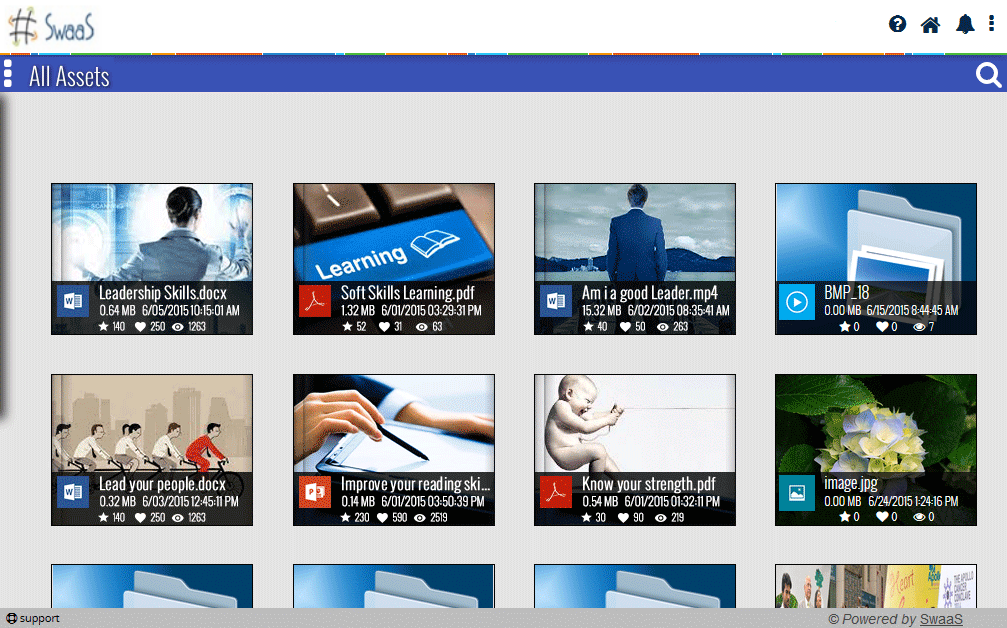 SwaaS
All Assets
SCANNING
Learning
Leadership Skills.docx
0.64 MB 6/05/2015 10:15:01 AM
140 250 1263
Soft Skills Learning.pdf
1.32 MB 6/01/2015 03:29:31 PM
52 31 63
Am i a good Leader.mp4
15.32 MB 6/02/2015 08:35:41 AM
40 50 263
BMP_18
0.00 MB 6/15/2015 8:44:45 AM
0 0 7
Lead your people.docx
0.32 MB 6/03/2015 12:45:11 PM
140 250 1263
Improve your reading ski...
0.14 MB 6/01/2015 03:50:39 PM
230 590 2519
Know your strength.pdf
0.54 MB 6/01/2015 01:32:11 PM
30 90 219
image.jpg
0.00 MB 6/24/2015 1:24:16 PM
0 0 0
Heart
Apollo
THE APOLLO
CANCER
CONCLAVE
support
© Powered by SwaaS